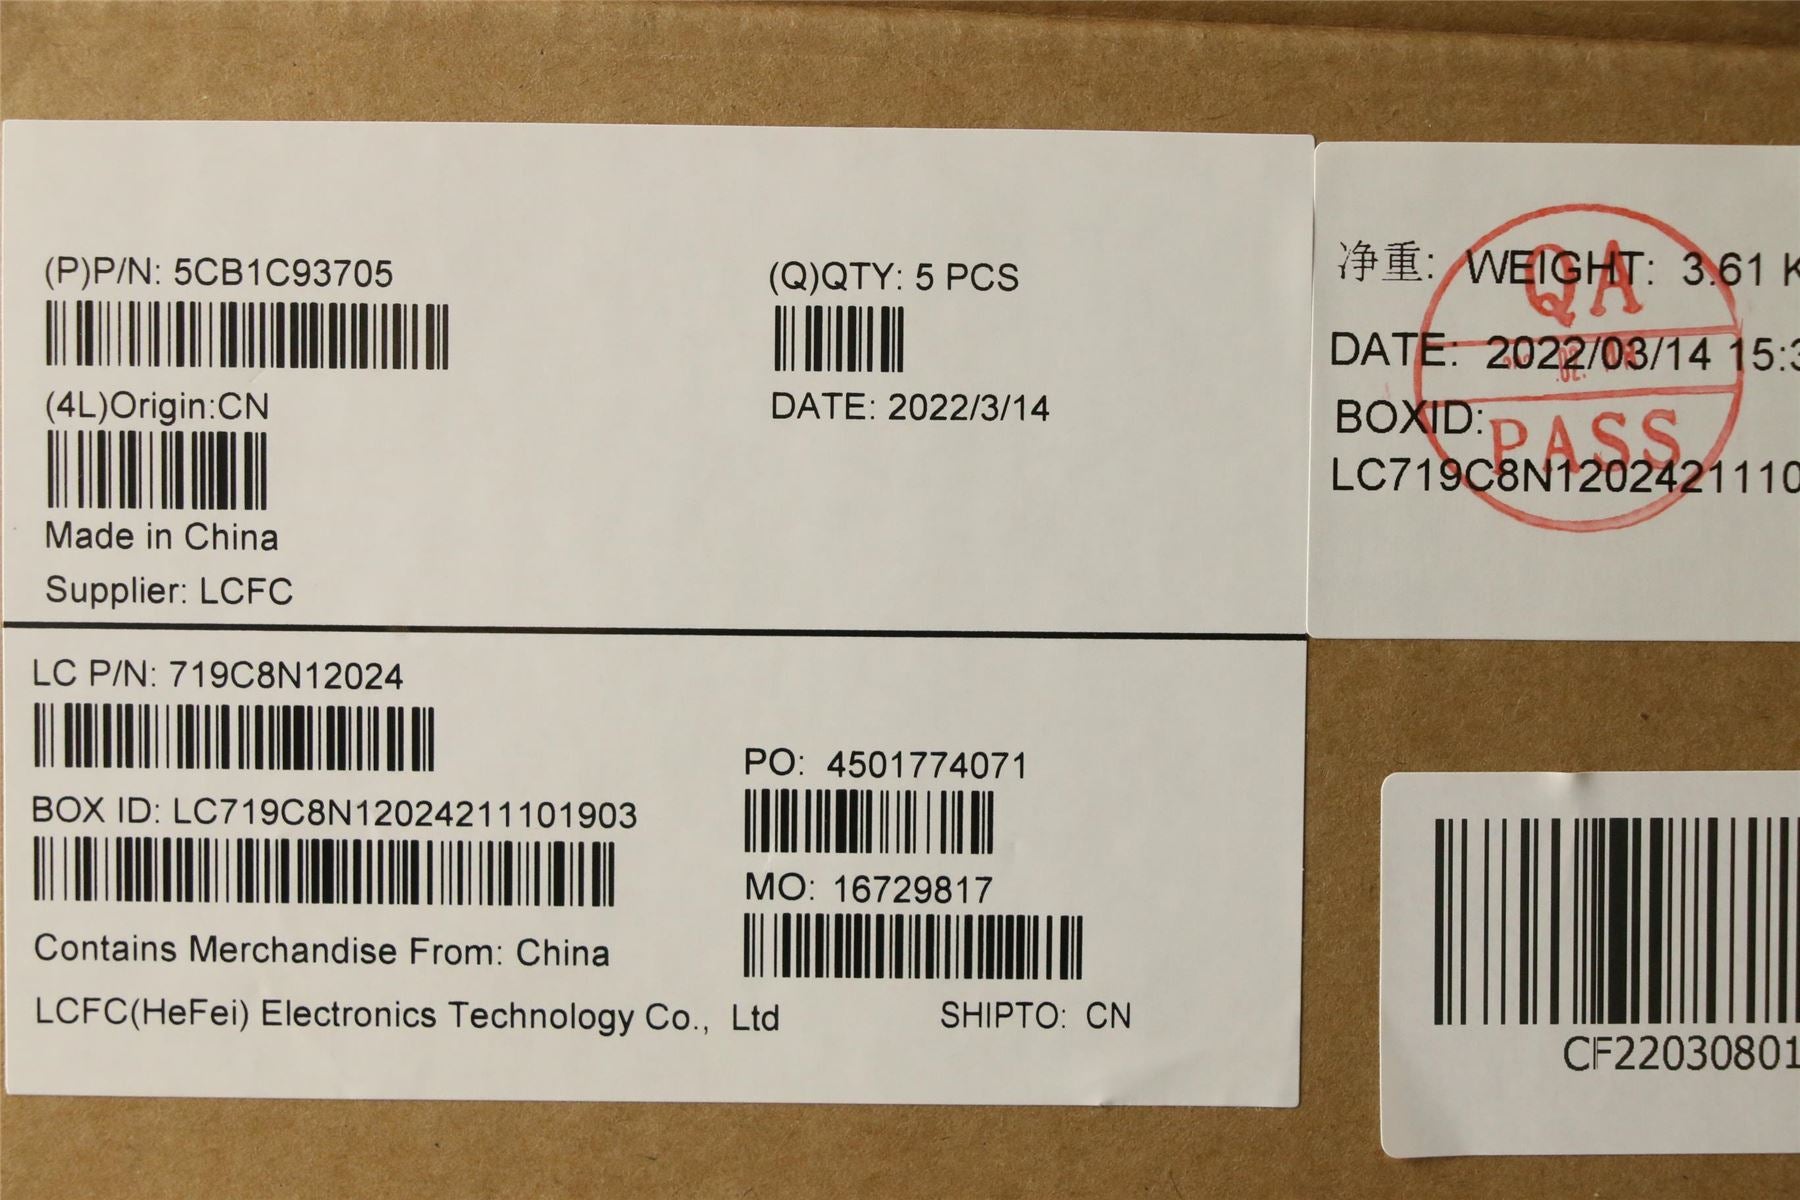 (P)P/N: 5CB1C93705
(Q)QTY: 5 PCS
(4L)Origin:CN
DATE: 2022/3/14
Made in China
Supplier: LCFC
LC P/N: 719C8N12024
PO: 4501774071
BOX ID: LC719C8N12024211101903
MO: 16729817
Contains Merchandise From: China
LCFC(HeFei) Electronics Technology Co., Ltd
SHIPTO: CN
净重: WEIGHT: 3.61 K
DATE: 2022/03/14 15:3
BOXID:
LC719C8N1202421110
QA
PASS
CF22030801